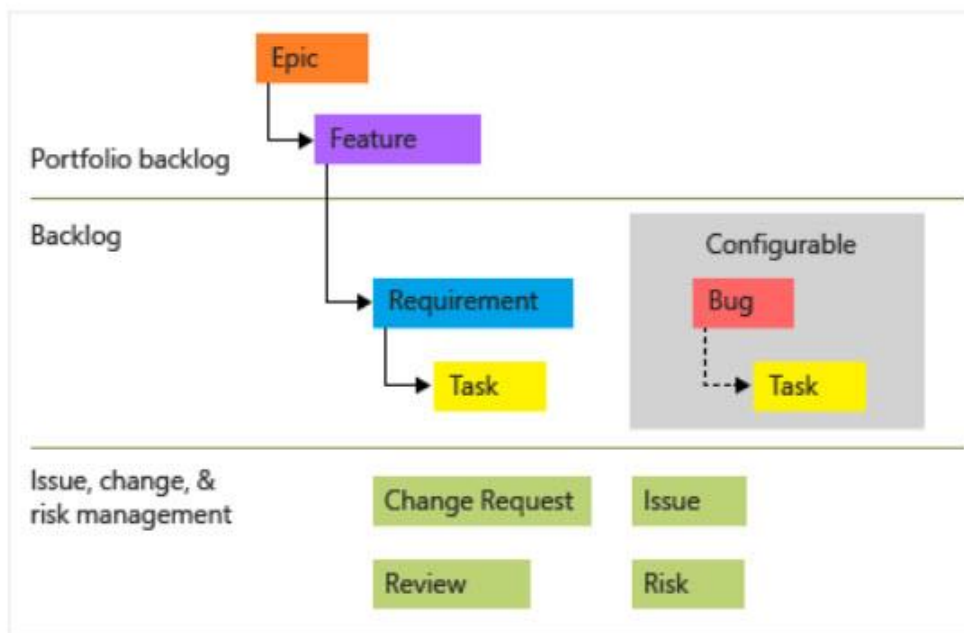 Epic
Feature
Portfolio backlog
Backlog
Configurable
Requirement
Bug
Task
Task
Issue, change, &
risk management
Change Request
Issue
Review
Risk